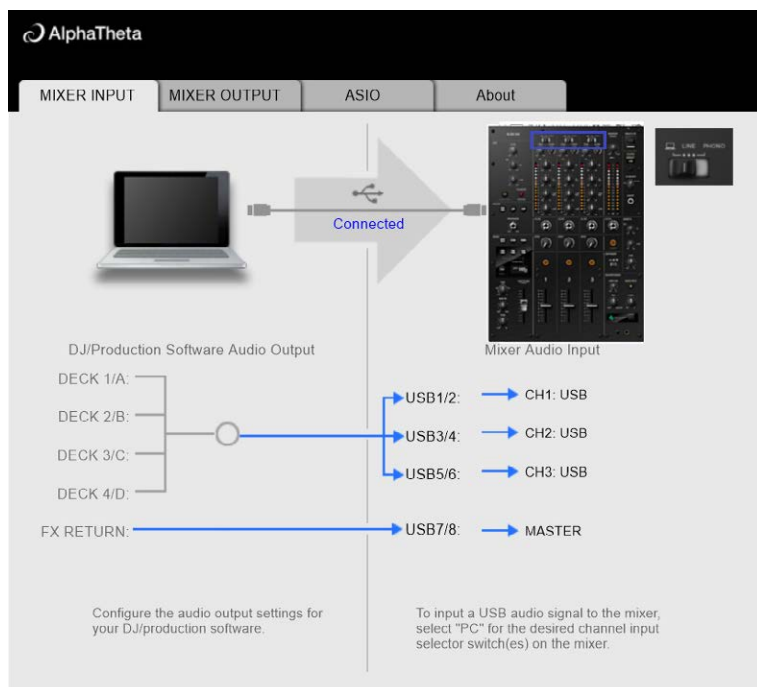 AlphaTheta
MIXER INPUT
MIXER OUTPUT
ASIO
About
LINE PHONO
Connected
1 2 3
DJ/Production Software Audio Output
Mixer Audio Input
DECK 1/A:
DECK 2/B:
DECK 3/C:
DECK 4/D:
FX RETURN:
USB1/2: CH1: USB
USB3/4: CH2: USB
USB5/6: CH3: USB
USB7/8: MASTER
Configure the audio output settings for
your DJ/production software.
To input a USB audio signal to the mixer,
select "PC" for the desired channel input
selector switch(es) on the mixer.